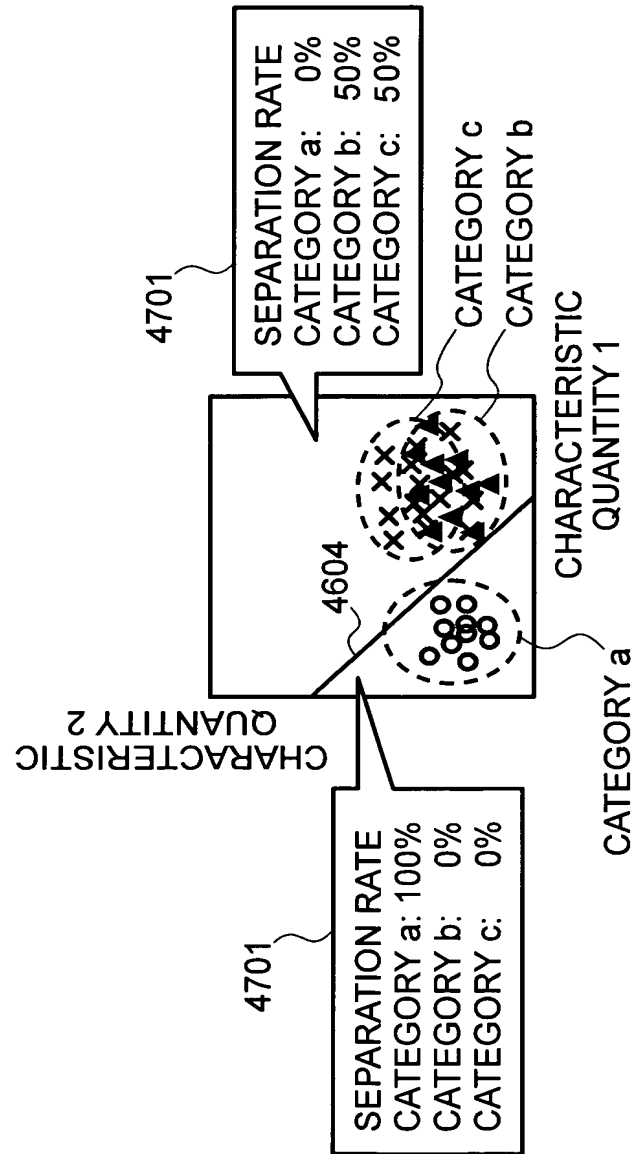 4701
SEPARATION RATE
CATEGORY a: 100%
CATEGORY b: 0%
CATEGORY c: 0%
CHARACTERISTIC
QUANTITY 2
4604
4701
SEPARATION RATE
CATEGORY a: 0%
CATEGORY b: 50%
CATEGORY c: 50%
CATEGORY c
CATEGORY b
CHARACTERISTIC
QUANTITY 1
CATEGORY a